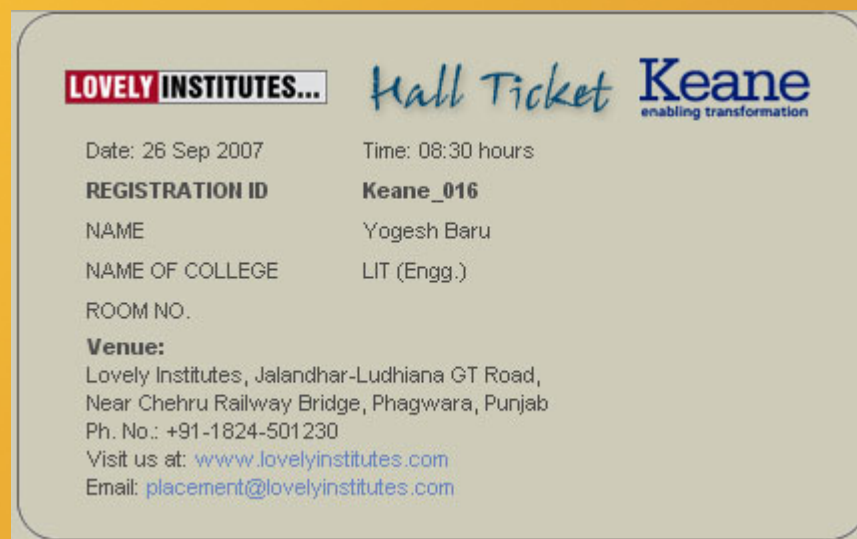 LOVELY INSTITUTES... Hall Ticket Keane
enabling transformation
Date: 26 Sep 2007 Time: 08:30 hours
REGISTRATION ID Keane_016
NAME Yogesh Baru
NAME OF COLLEGE LIT (Engg.)
ROOM NO.
Venue:
Lovely Institutes, Jalandhar-Ludhiana GT Road,
Near Chehru Railway Bridge, Phagwara, Punjab
Ph. No.: +91-1824-501230
Visit us at: www.lovelyinstitutes.com
Email: placement@lovelyinstitutes.com